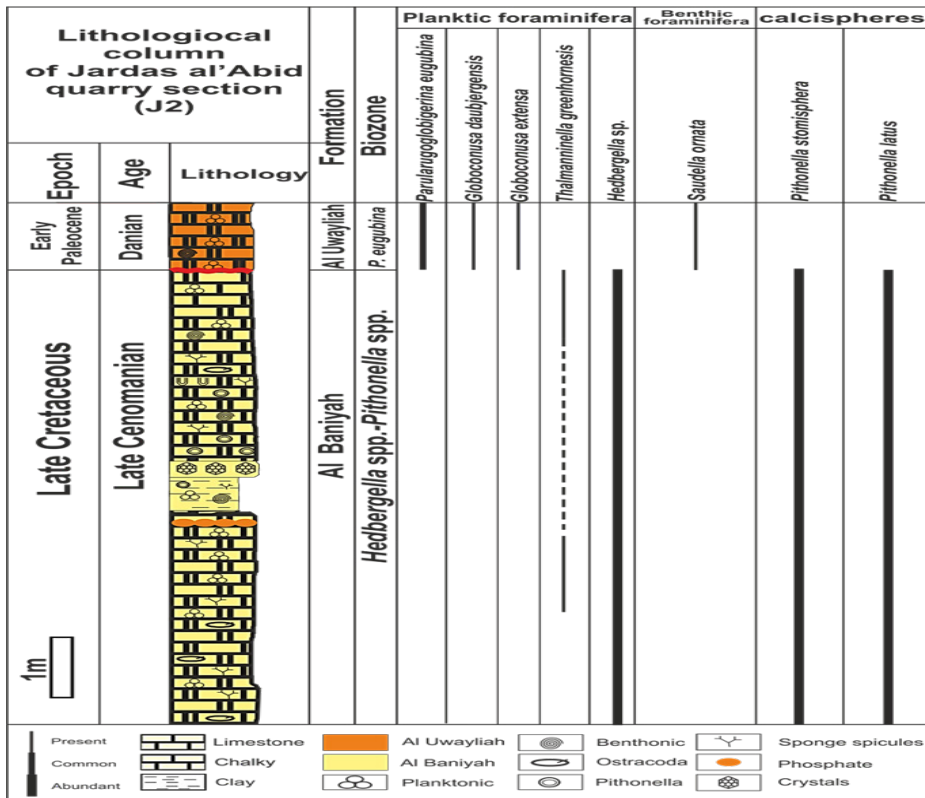 Lithologiocal
column
of Jardas al'Abid
quarry section
(J2)
Planktic foraminifera
Benthic
foraminifera
calcispheres
Epoch
Age
Lithology
Formation
Biozone
Parularugoglobigerina eugubina
Globoconusa daubjergensis
Globoconusa extensa
Thalmanninella greenhornesis
Hedbergella sp.
Saudella ornata
Pithonella stomisphera
Pithonella latus
Early
Paleocene
Danian
Al Uwayliah
P. eugubina
Late Cretaceous
Late Cenomanian
Al Baniyah
Hedbergella spp.-Pithonella spp.
1m
Present
Common
Abundant
Limestone
Chalky
Clay
Al Uwayliah
Al Baniyah
Planktonic
Benthonic
Ostracoda
Pithonella
Sponge spicules
Phosphate
Crystals